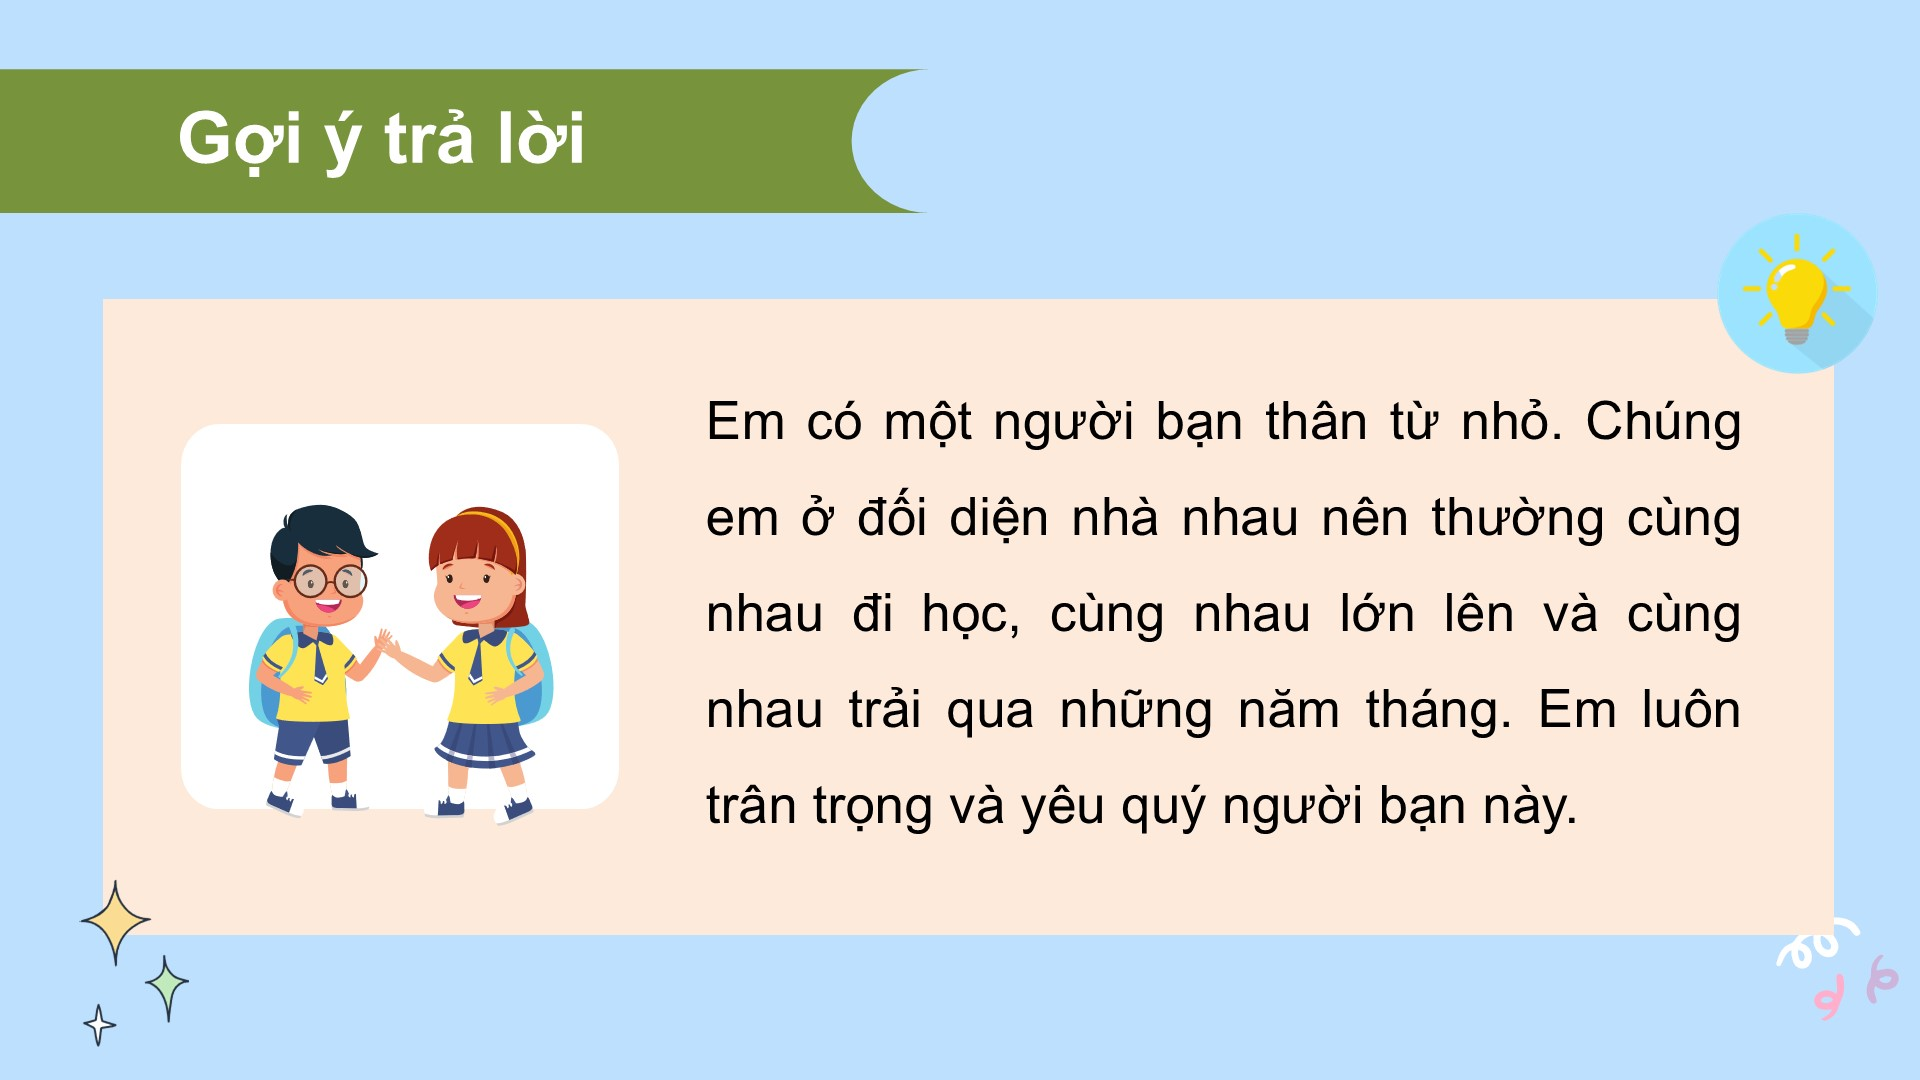 Gợi ý trả lời
Em có một người bạn thân từ nhỏ. Chúng
em ở đối diện nhà nhau nên thường cùng
nhau đi học, cùng nhau lớn lên và cùng
nhau trải qua những năm tháng. Em luôn
trân trọng và yêu quý người bạn này.